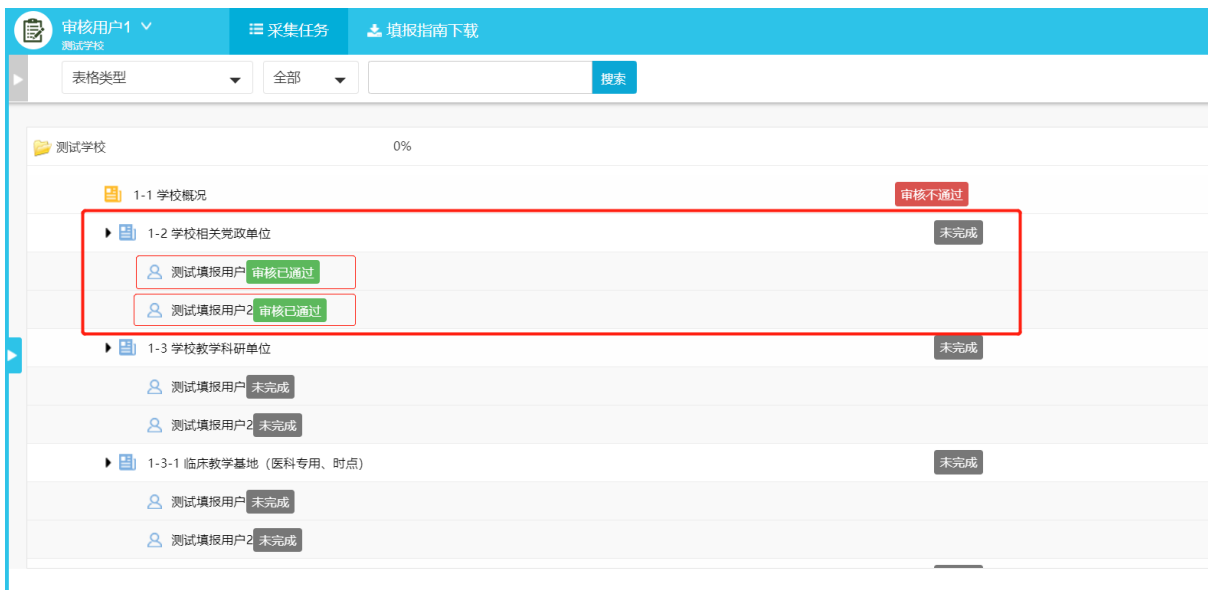 审核用户1
测试学校
采集任务
填报指南下载
表格类型
全部
搜索
测试学校 0%
1-1 学校概况 审核不通过
1-2 学校相关党政单位 未完成
测试填报用户 审核已通过
测试填报用户2 审核已通过
1-3 学校教学科研单位 未完成
测试填报用户 未完成
测试填报用户2 未完成
1-3-1 临床教学基地（医科专用、时点） 未完成
测试填报用户 未完成
测试填报用户2 未完成